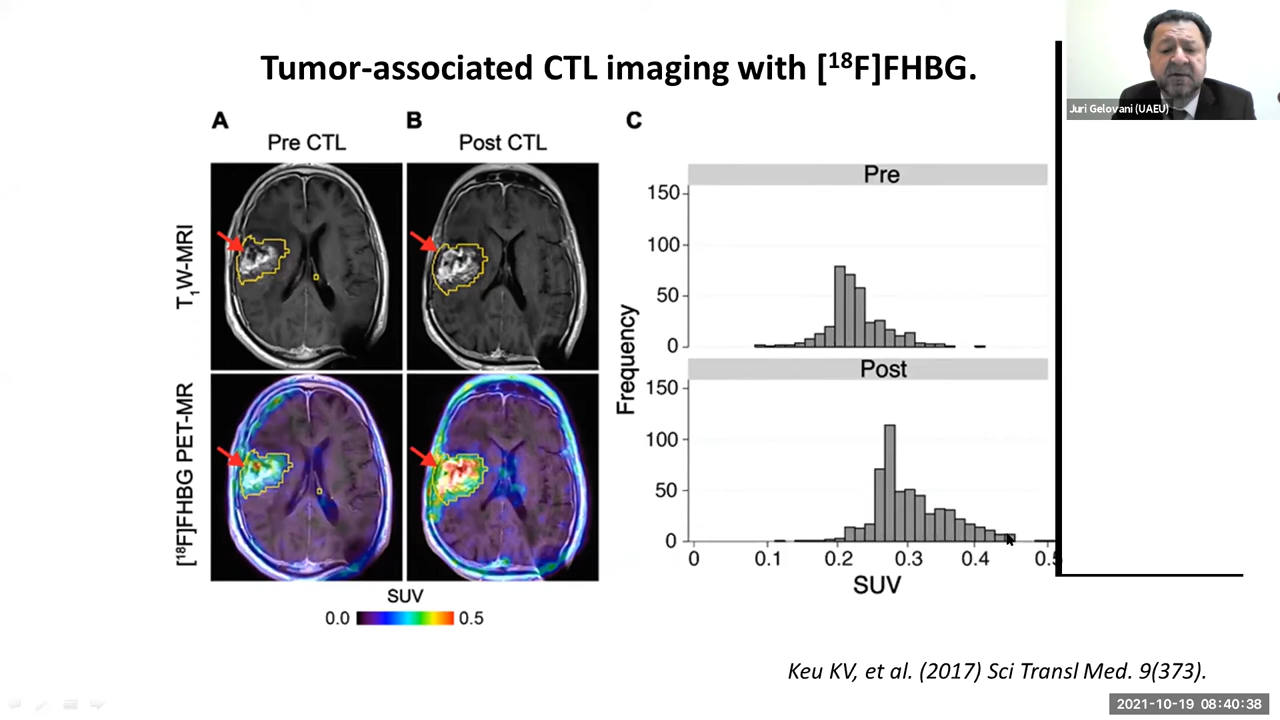 Tumor-associated CTL imaging with [¹⁸F]FHBG.
Juri Gelovani (UAEU)
A
Pre CTL
B
Post CTL
C
T₁W-MRI
[¹⁸F]FHBG PET-MR
SUV
0.0
0.5
Frequency
Pre
150
100
50
0
Post
150
100
50
0
0 0.1 0.2 0.3 0.4 0.5
SUV
Keu KV, et al. (2017) Sci Transl Med. 9(373).
2021-10-19 08:40:38